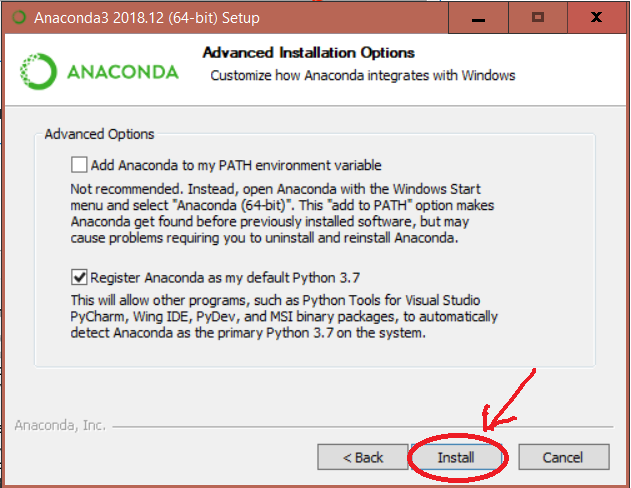 Anaconda3 2018.12 (64-bit) Setup
ANACONDA
Advanced Installation Options
Customize how Anaconda integrates with Windows
Advanced Options
Add Anaconda to my PATH environment variable
Not recommended. Instead, open Anaconda with the Windows Start
menu and select "Anaconda (64-bit)". This "add to PATH" option makes
Anaconda get found before previously installed software, but may
cause problems requiring you to uninstall and reinstall Anaconda.
Register Anaconda as my default Python 3.7
This will allow other programs, such as Python Tools for Visual Studio
PyCharm, Wing IDE, PyDev, and MSI binary packages, to automatically
detect Anaconda as the primary Python 3.7 on the system.
Anaconda, Inc.
< Back
Install
Cancel